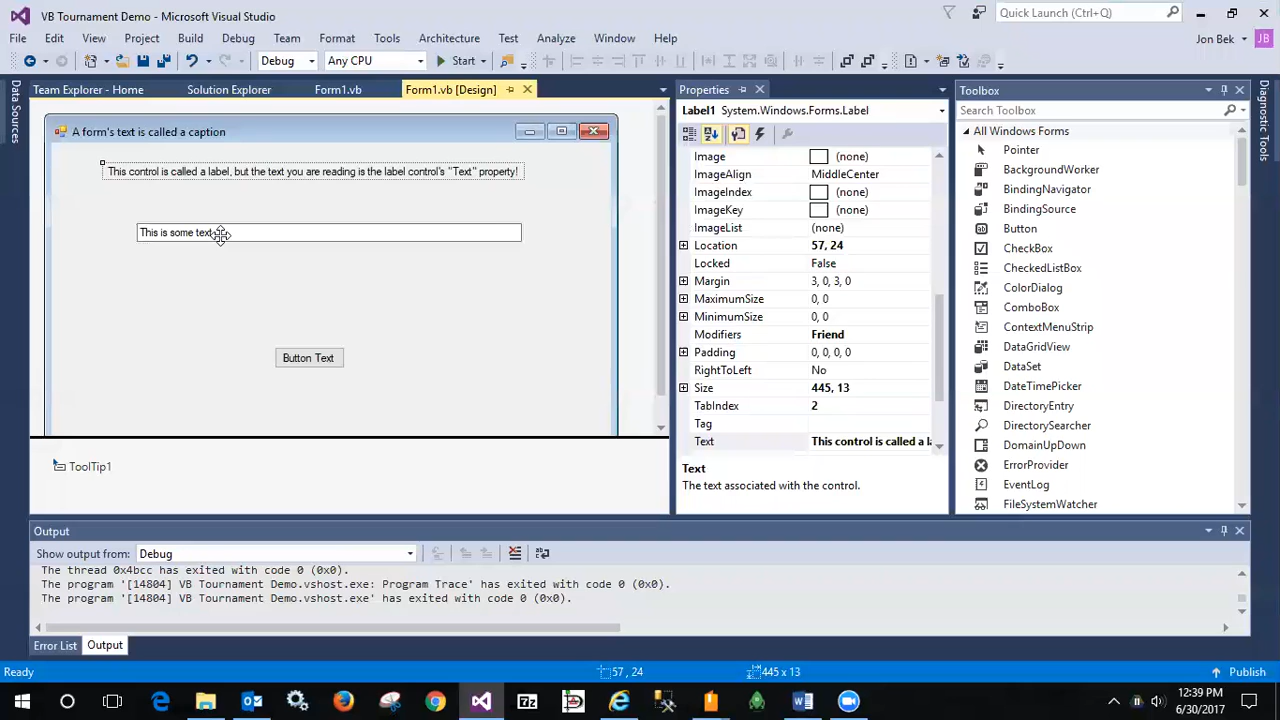 VB Tournament Demo - Microsoft Visual Studio
Quick Launch (Ctrl+Q)
File Edit View Project Build Debug Team Format Tools Architecture Test Analyze Window Help
Jon Bek JB
Debug Any CPU Start
Data Sources
Team Explorer - Home Solution Explorer Form1.vb Form1.vb [Design]
A form's text is called a caption
This control is called a label, but the text you are reading is the label control's "Text" property!
This is some text
Button Text
ToolTip1
Properties
Label1 System.Windows.Forms.Label
Image (none)
ImageAlign MiddleCenter
ImageIndex (none)
ImageKey (none)
ImageList (none)
Location 57, 24
Locked False
Margin 3, 0, 3, 0
MaximumSize 0, 0
MinimumSize 0, 0
Modifiers Friend
Padding 0, 0, 0, 0
RightToLeft No
Size 445, 13
TabIndex 2
Tag
Text This control is called a la
Text
The text associated with the control.
Toolbox
Search Toolbox
All Windows Forms
Pointer
BackgroundWorker
BindingNavigator
BindingSource
Button
CheckBox
CheckedListBox
ColorDialog
ComboBox
ContextMenuStrip
DataGridView
DataSet
DateTimePicker
DirectoryEntry
DirectorySearcher
DomainUpDown
ErrorProvider
EventLog
FileSystemWatcher
Diagnostic Tools
Output
Show output from: Debug
The thread 0x4bcc has exited with code 0 (0x0).
The program '[14804] VB Tournament Demo.vshost.exe: Program Trace' has exited with code 0 (0x0).
The program '[14804] VB Tournament Demo.vshost.exe' has exited with code 0 (0x0).
Error List Output
Ready 57 , 24 445 x 13 Publish
12:39 PM
6/30/2017